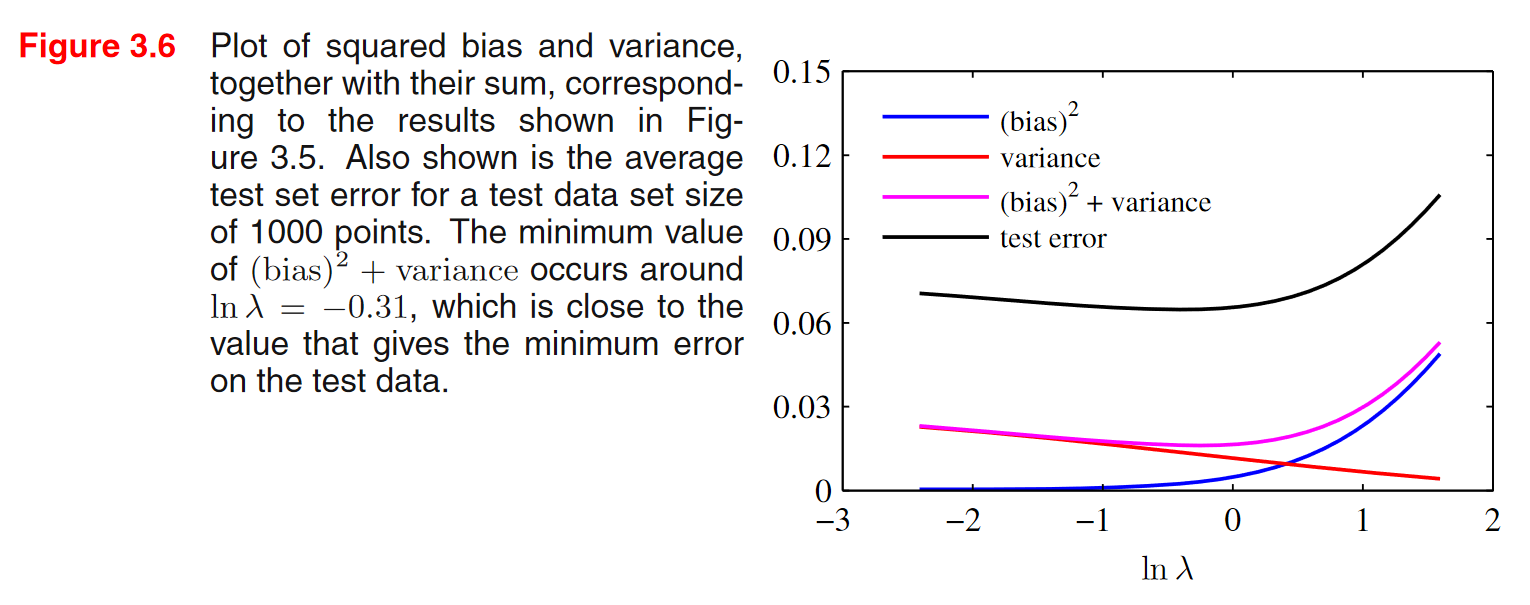 Figure 3.6 Plot of squared bias and variance,
together with their sum, correspond-
ing to the results shown in Fig-
ure 3.5. Also shown is the average
test set error for a test data set size
of 1000 points. The minimum value
of (bias)² + variance occurs around
ln λ = −0.31, which is close to the
value that gives the minimum error
on the test data.
0.15
0.12
0.09
0.06
0.03
0
(bias)²
variance
(bias)² + variance
test error
−3 −2 −1 0 1 2
ln λ